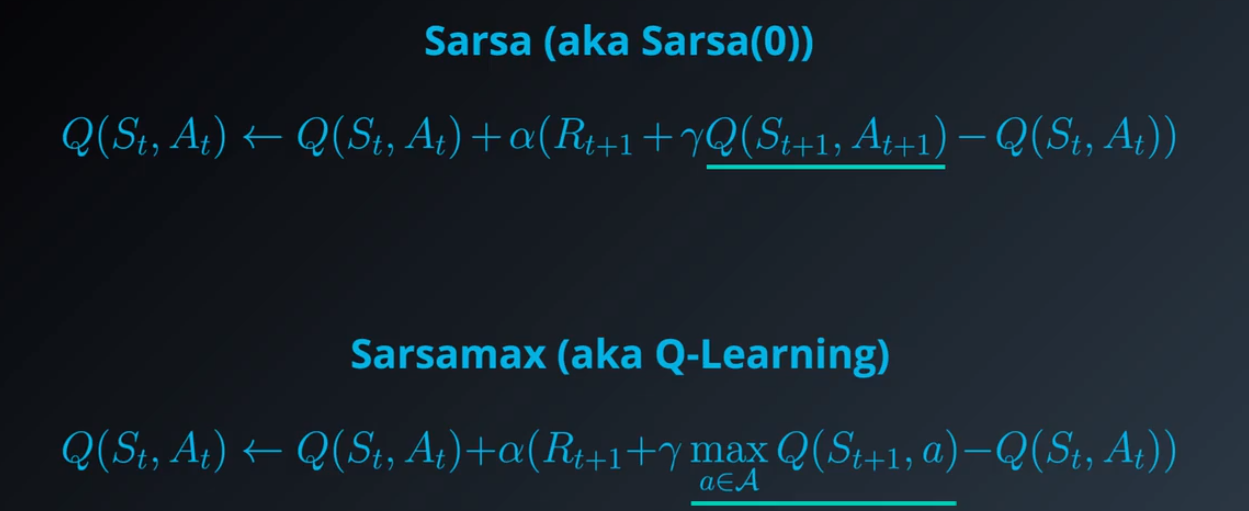 Sarsa (aka Sarsa(0))
Q(S_t, A_t) ← Q(S_t, A_t) + α(R_{t+1} + γQ(S_{t+1}, A_{t+1}) − Q(S_t, A_t))
Sarsamax (aka Q-Learning)
Q(S_t, A_t) ← Q(S_t, A_t) + α(R_{t+1} + γ max_{a∈𝒜} Q(S_{t+1}, a) − Q(S_t, A_t))